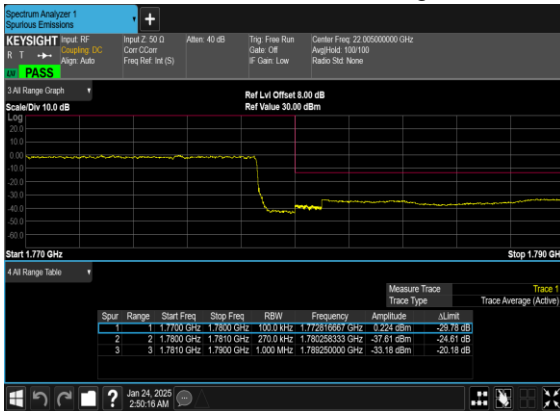 Spectrum Analyzer 1
Spurious Emissions
+
KEYSIGHT Input: RF Input Z: 50 Ω Atten: 40 dB Trig: Free Run Center Freq: 22.005000000 GHz
R T Coupling: DC Corr CCorr Gate: Off Avg|Hold: 100/100
Align: Auto Freq Ref: Int (S) IF Gain: Low Radio Std: None
PASS
3 All Range Graph
Ref Lvl Offset 8.00 dB
Scale/Div 10.0 dB Ref Value 30.00 dBm
Log
20.0
10.0
0.00
-10.0
-20.0
-30.0
-40.0
-50.0
-60.0
Start 1.770 GHz Stop 1.790 GH
4 All Range Table
Measure Trace Trace 1
Trace Type Trace Average (Active)
Spur Range Start Freq Stop Freq RBW Frequency Amplitude ΔLimit
1 1 1.7700 GHz 1.7800 GHz 100.0 kHz 1.772816667 GHz 0.224 dBm -29.78 dB
2 2 1.7800 GHz 1.7810 GHz 270.0 kHz 1.780258333 GHz -37.61 dBm -24.61 dB
3 3 1.7810 GHz 1.7900 GHz 1.000 MHz 1.789250000 GHz -33.18 dBm -20.18 dB
? Jan 24, 2025
2:50:16 AM